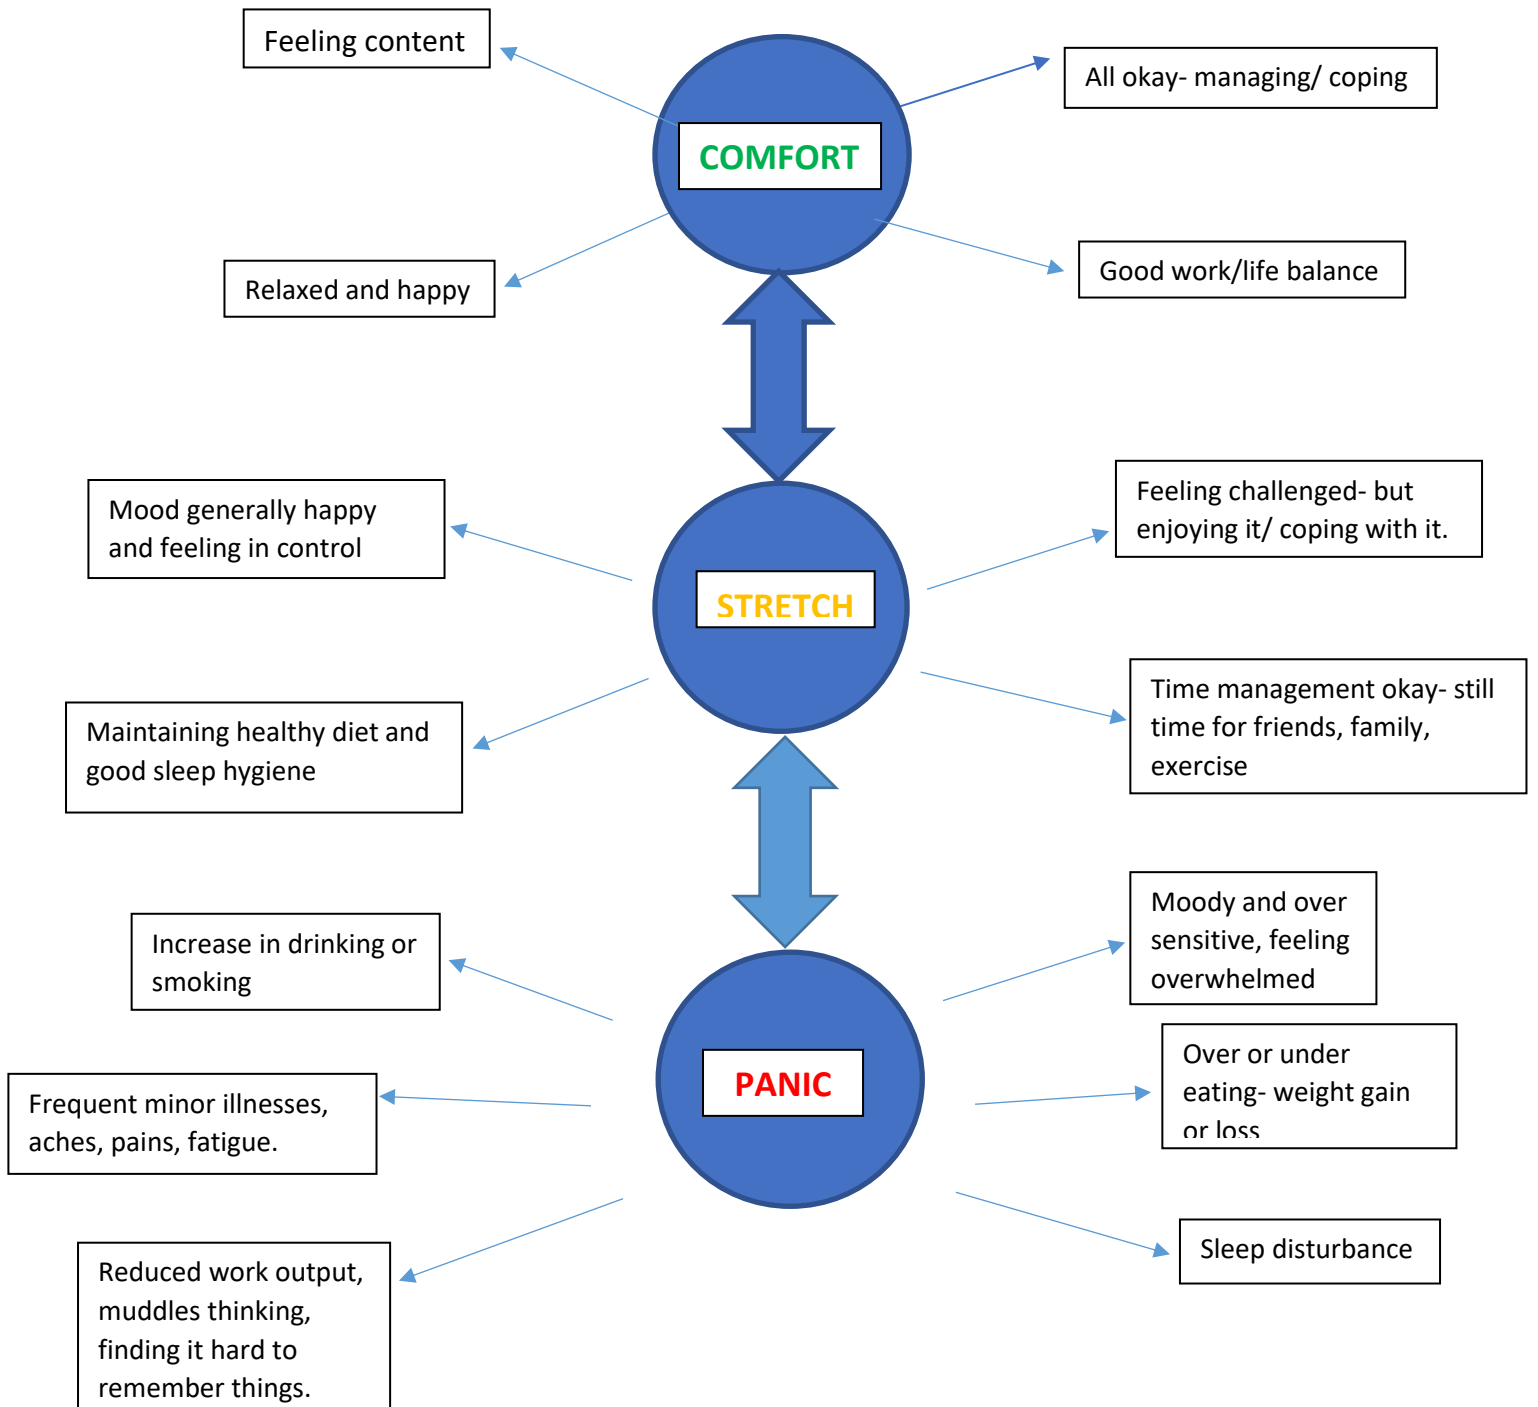 Feeling content
All okay- managing/ coping
COMFORT
Relaxed and happy
Good work/life balance
Mood generally happy
and feeling in control
Feeling challenged- but
enjoying it/ coping with it.
STRETCH
Maintaining healthy diet and
good sleep hygiene
Time management okay- still
time for friends, family,
exercise
Increase in drinking or
smoking
Moody and over
sensitive, feeling
overwhelmed
PANIC
Frequent minor illnesses,
aches, pains, fatigue.
Over or under
eating- weight gain
or loss
Reduced work output,
muddles thinking,
finding it hard to
remember things.
Sleep disturbance